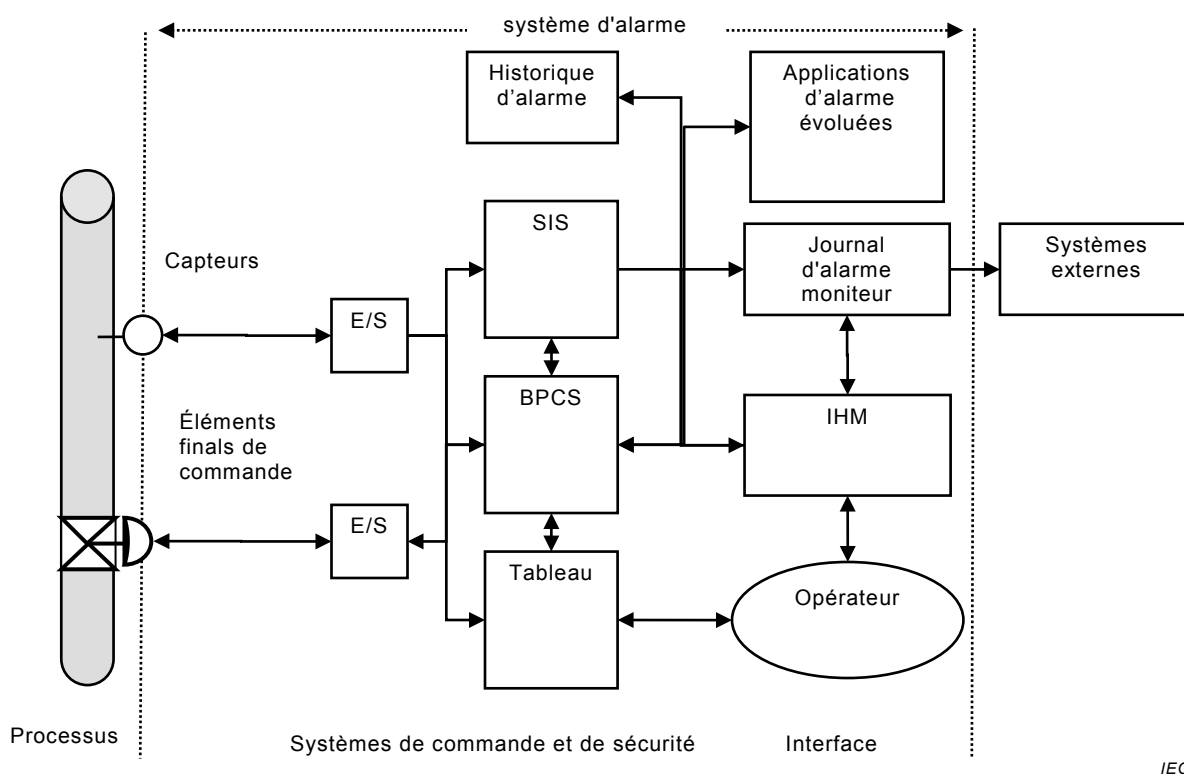 système d'alarme
Historique
d'alarme
Applications
d'alarme
évoluées
SIS
Journal
d'alarme
moniteur
Systèmes
externes
Capteurs
E/S
BPCS
IHM
Éléments
finals de
commande
E/S
Tableau
Opérateur
Processus
Systèmes de commande et de sécurité
Interface
IEC